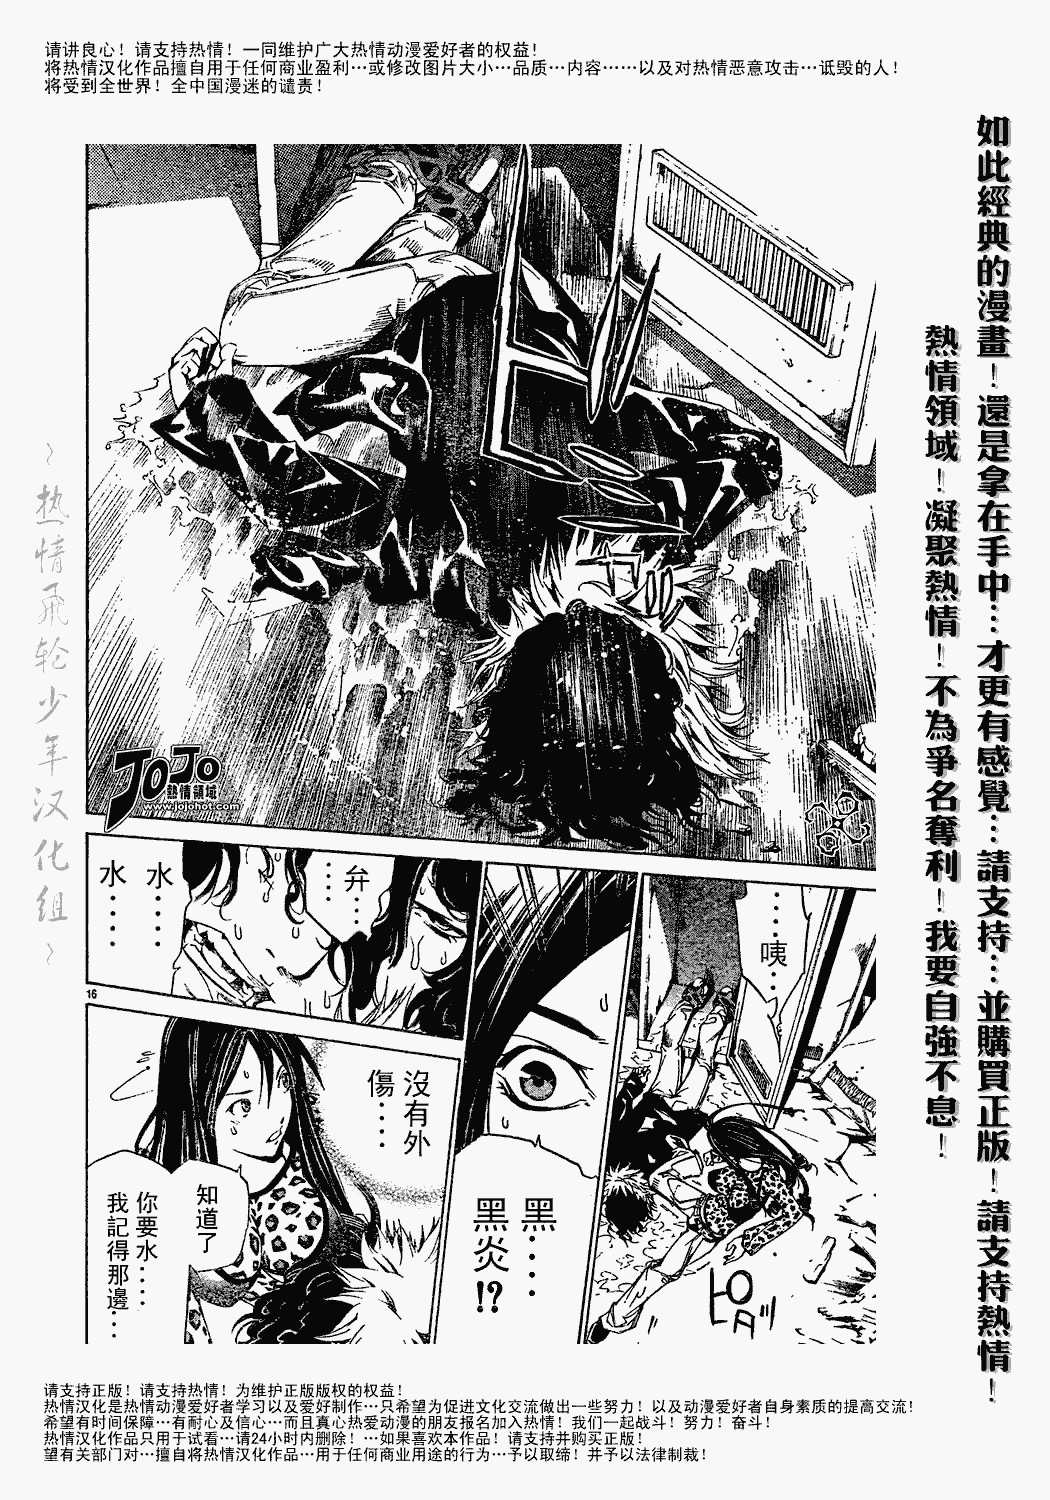 请讲良心！请支持热情！一同维护广大热情动漫爱好者的权益！
将热情汉化作品擅自用于任何商业盈利…或修改图片大小…品质…内容……以及对热情恶意攻击…诋毁的人！
将受到全世界！全中国漫迷的谴责！
如此經典的漫畫！還是拿在手中…才更有感覺…請支持…並購買正版！請支持熱情！
熱情領域！凝聚熱情！不為爭名奪利！我要自強不息！
～热情飛轮少年汉化组～
JOJO
熱情領域
www.jojohot.com
……咦
弁……
水……
水……
16
黑……
黑炎!?
沒有外
傷……
知道了
你要水……
我記得那邊…
请支持正版！请支持热情！为维护正版版权的权益！
热情汉化是热情动漫爱好者学习以及爱好制作…只希望为促进文化交流做出一些努力！以及动漫爱好者自身素质的提高交流！
希望有时间保障…有耐心及信心…而且真心热爱动漫的朋友报名加入热情！我们一起战斗！努力！奋斗！
热情汉化作品只用于试看…请24小时内删除！…如果喜欢本作品！请支持并购买正版！
望有关部门对…擅自将热情汉化作品…用于任何商业用途的行为…予以取缔！并予以法律制裁！